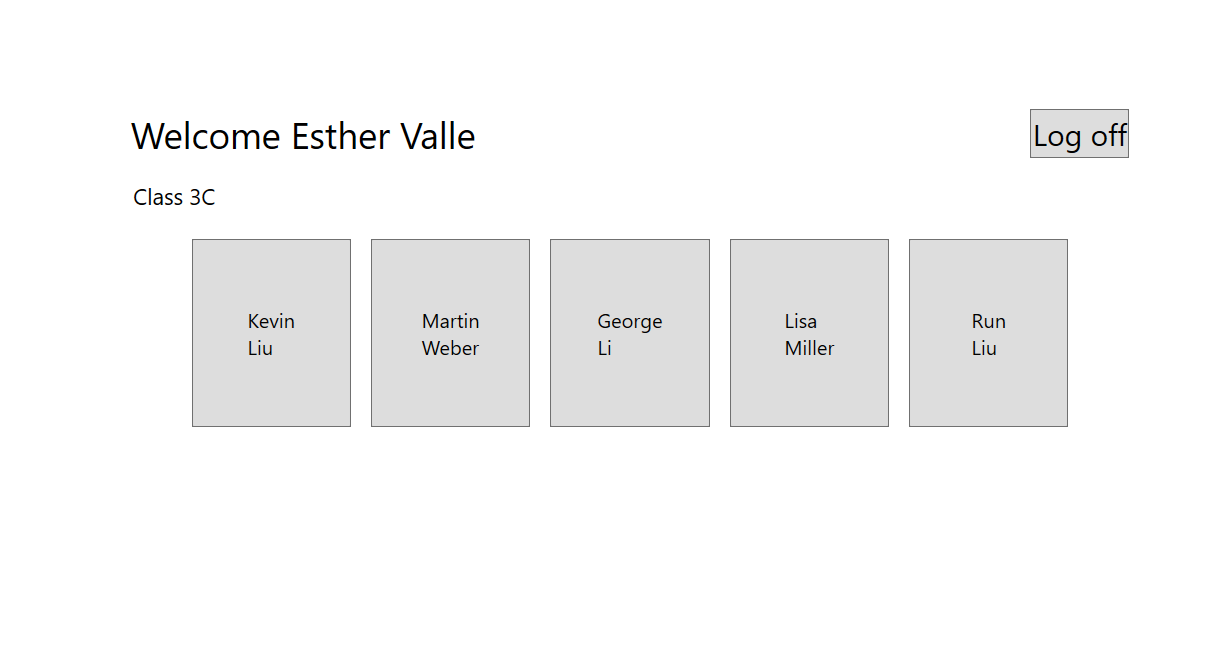 Welcome Esther Valle
Log off
Class 3C
Kevin
Liu
Martin
Weber
George
Li
Lisa
Miller
Run
Liu